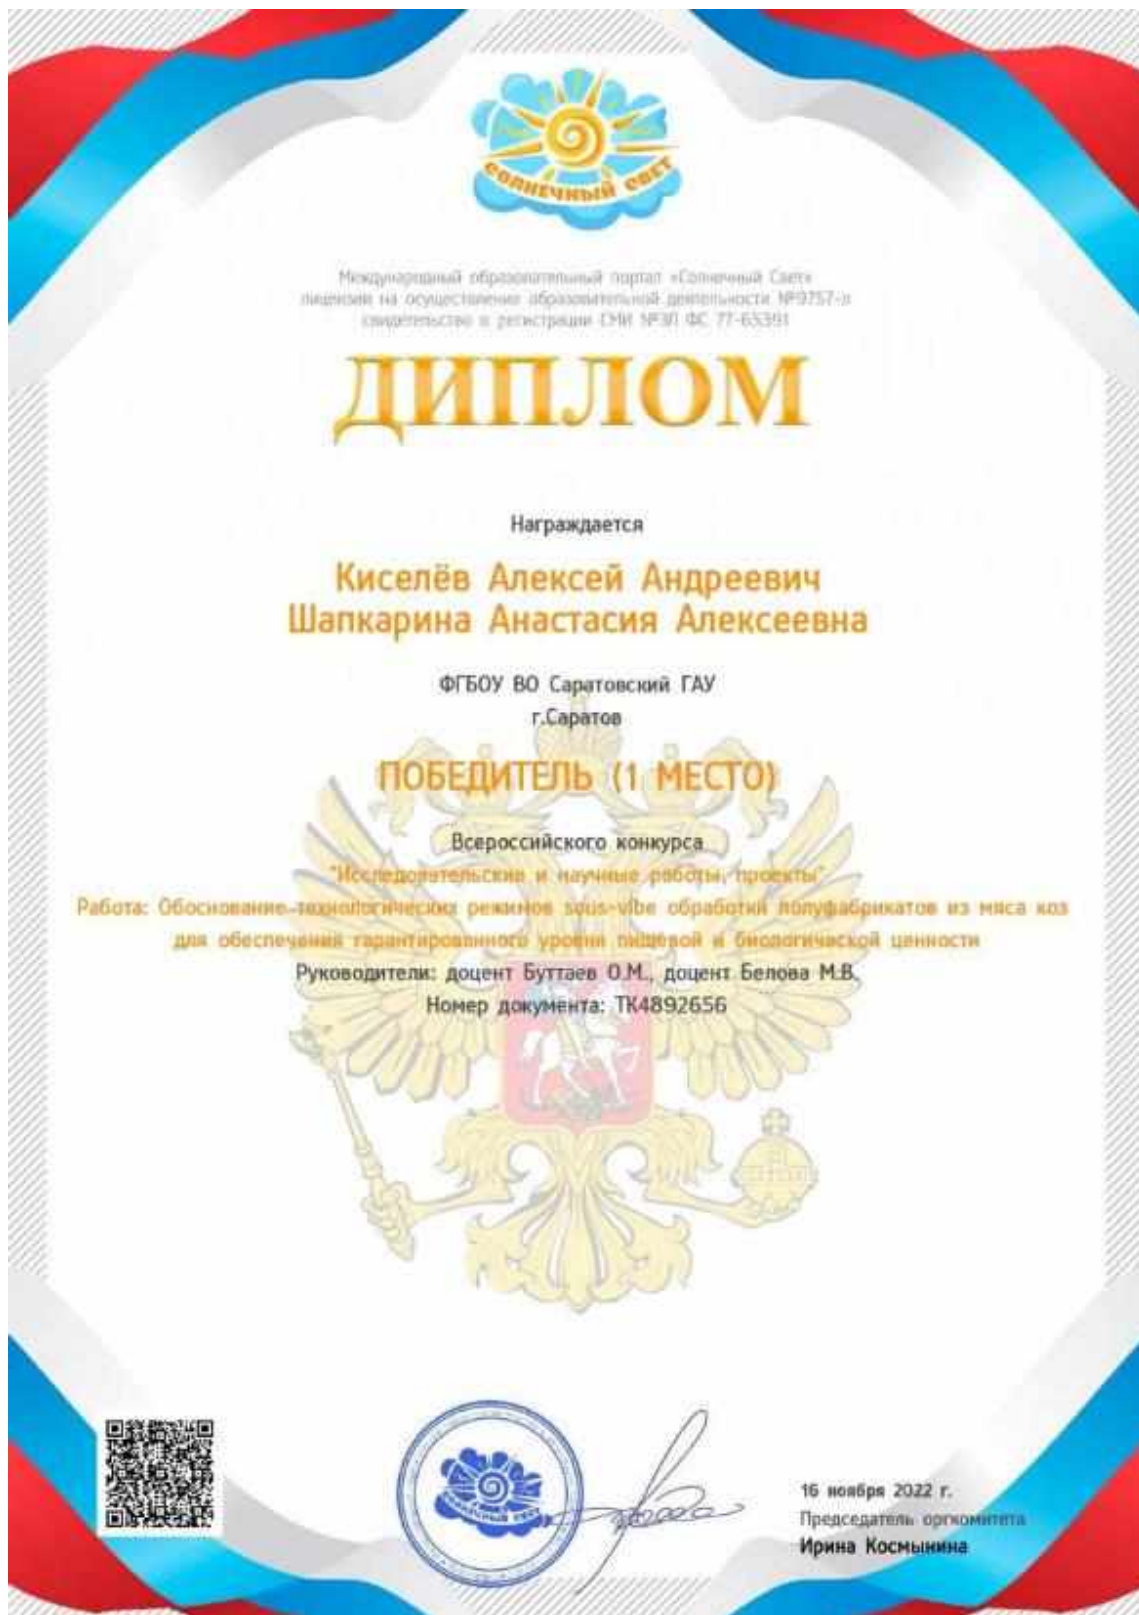 СОЛНЕЧНЫЙ СВЕТ
Международный образовательный портал «Солнечный Свет»
лицензия на осуществление образовательной деятельности №9757-л
свидетельство о регистрации СМИ №ЭЛ ФС 77-65391
ДИПЛОМ
Награждается
Киселёв Алексей Андреевич
Шапкарина Анастасия Алексеевна
ФГБОУ ВО Саратовский ГАУ
г.Саратов
ПОБЕДИТЕЛЬ (1 МЕСТО)
Всероссийского конкурса
"Исследовательские и научные работы, проекты"
Работа: Обоснование технологических режимов sous-vibe обработки полуфабрикатов из мяса коз
для обеспечения гарантированного уровня пищевой и биологической ценности
Руководители: доцент Буттаев О.М., доцент Белова М.В.
Номер документа: ТК4892656
СОЛНЕЧНЫЙ СВЕТ
16 ноября 2022 г.
Председатель оргкомитета
Ирина Космынина